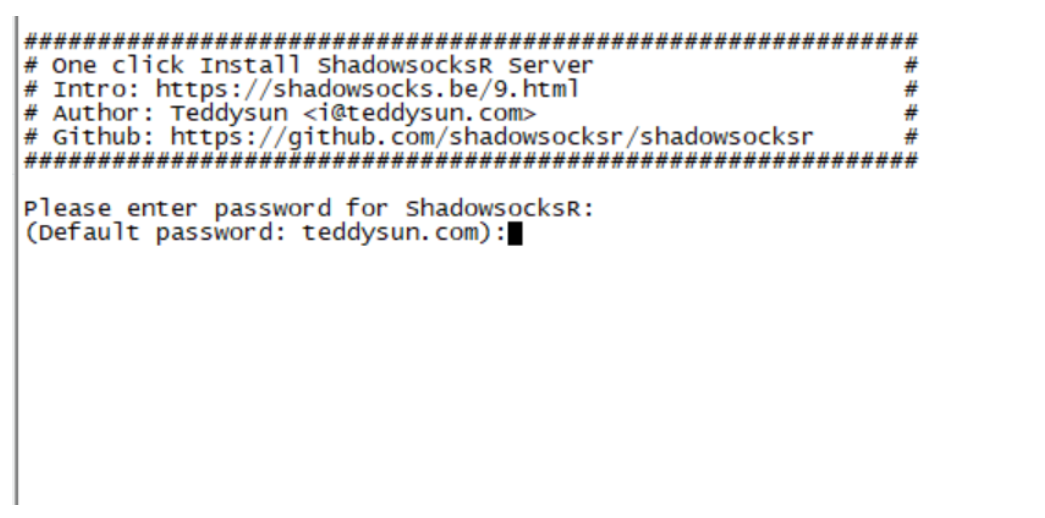 #############################################################
# One click Install ShadowsocksR Server                     #
# Intro: https://shadowsocks.be/9.html                      #
# Author: Teddysun <i@teddysun.com>                         #
# Github: https://github.com/shadowsocksr/shadowsocksr      #
#############################################################
Please enter password for ShadowsocksR:
(Default password: teddysun.com):